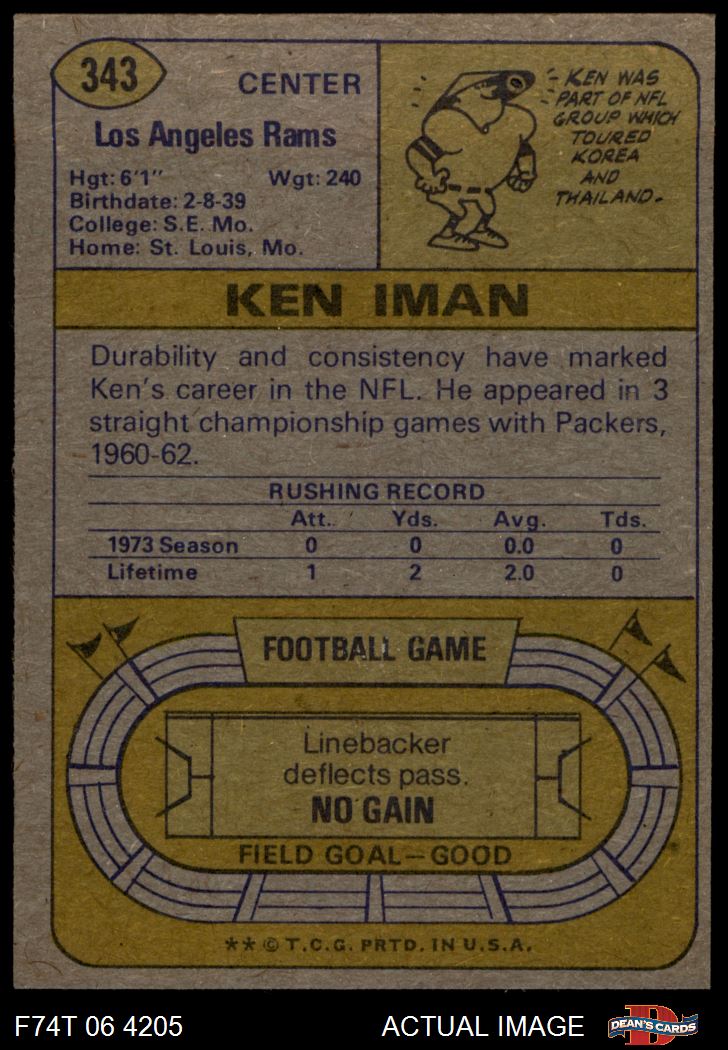 343
CENTER
Los Angeles Rams
Hgt: 6'1" Wgt: 240
Birthdate: 2-8-39
College: S.E. Mo.
Home: St. Louis, Mo.
KEN WAS
PART OF NFL
GROUP WHICH
TOURED
KOREA
AND
THAILAND.
KEN IMAN
Durability and consistency have marked
Ken's career in the NFL. He appeared in 3
straight championship games with Packers,
1960-62.
RUSHING RECORD
Att. Yds. Avg. Tds.
1973 Season 0 0 0.0 0
Lifetime 1 2 2.0 0
FOOTBALL GAME
Linebacker
deflects pass.
NO GAIN
FIELD GOAL—GOOD
** © T.C.G. PRTD. IN U.S.A.
F74T 06 4205 ACTUAL IMAGE
DEAN'S CARDS